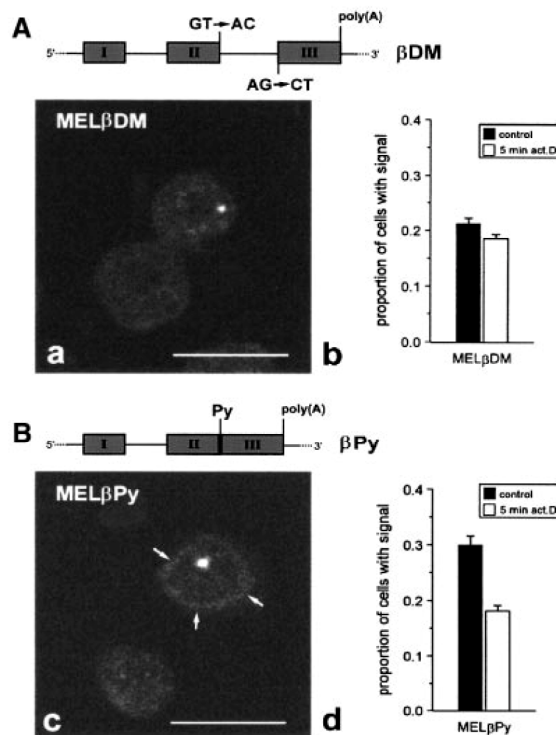 A
GT→AC
poly(A)
5' I II III 3'
βDM
AG→CT
MELβDM
a
0.4
0.3
0.2
0.1
0.0
proportion of cells with signal
control
5 min act.D
MELβDM
b
B
Py
poly(A)
5' I II III 3'
βPy
MELβPy
c
0.4
0.3
0.2
0.1
0.0
proportion of cells with signal
control
5 min act.D
MELβPy
d